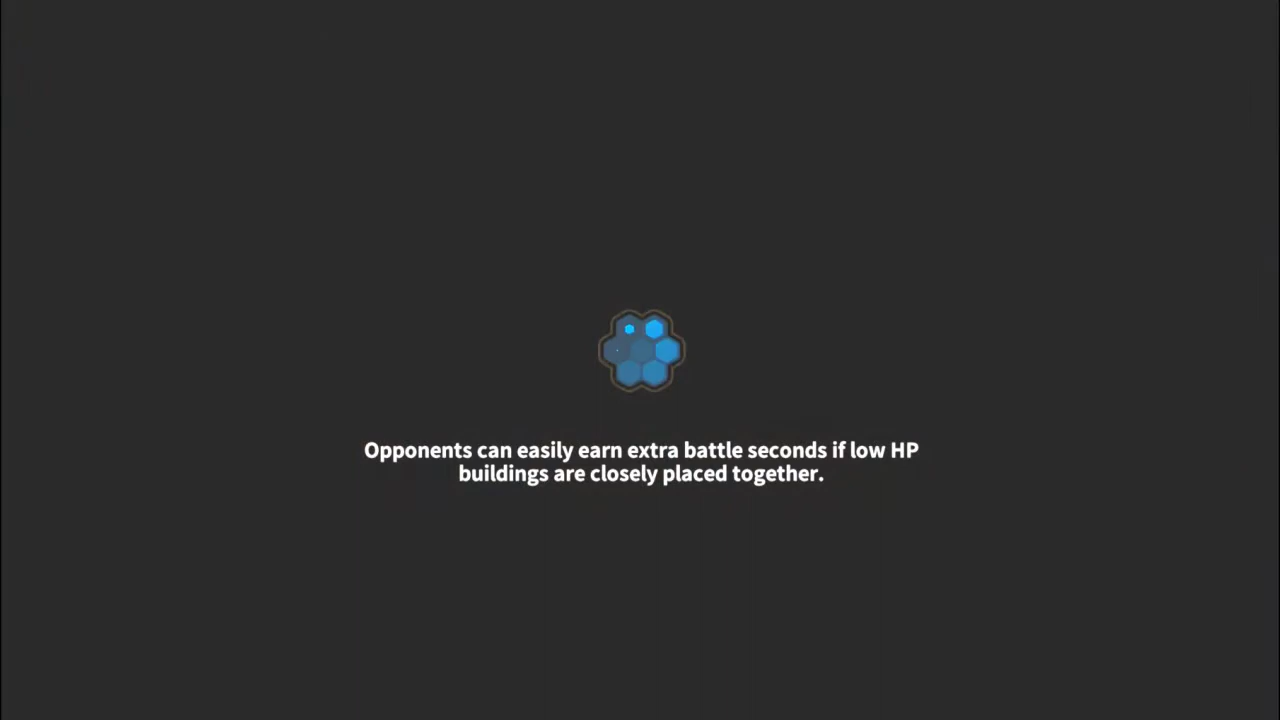 Opponents can easily earn extra battle seconds if low HP
buildings are closely placed together.